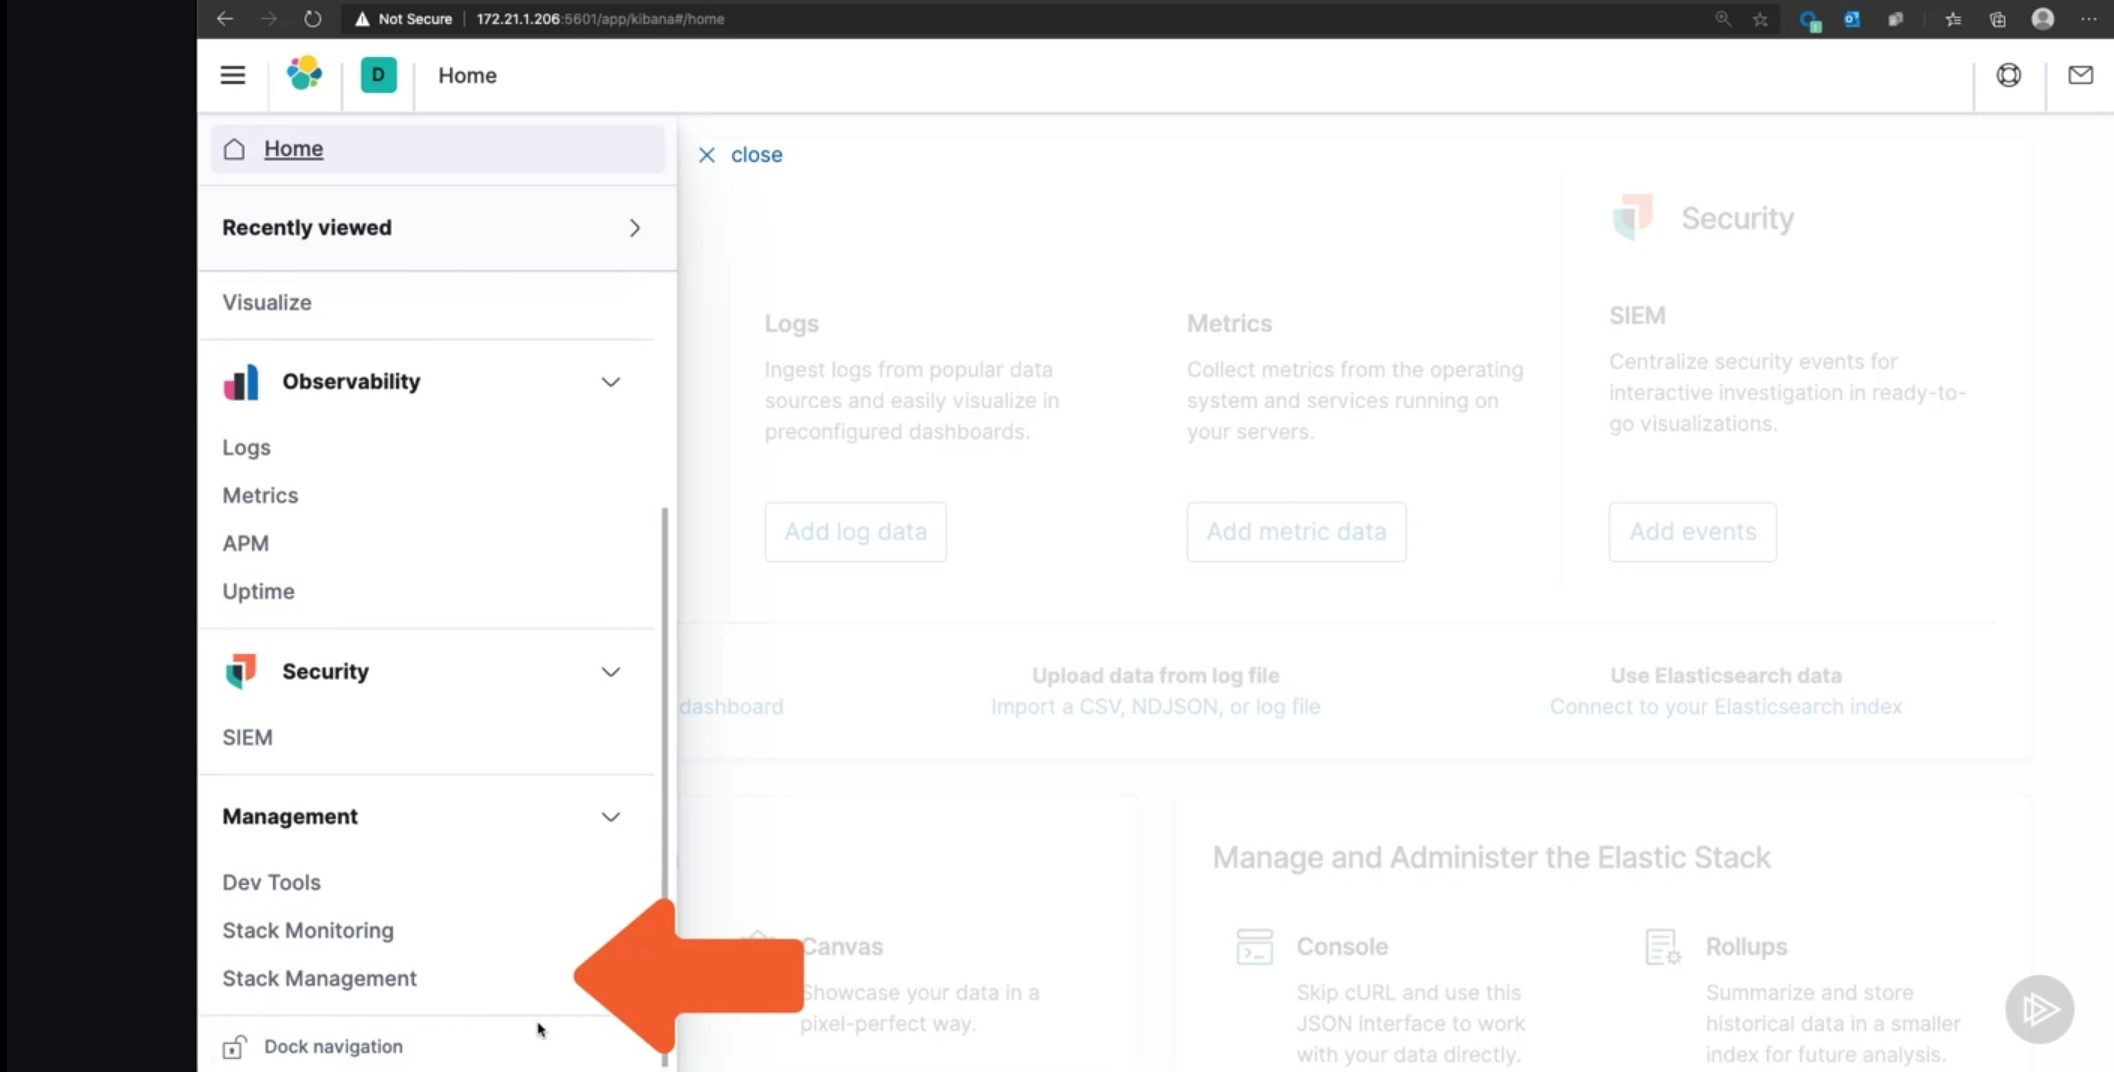 Not Secure | 172.21.1.206:5601/app/kibana#/home
D
Home
Home
close
Recently viewed
Visualize
Observability
Logs
Metrics
APM
Uptime
Security
SIEM
Management
Dev Tools
Stack Monitoring
Stack Management
Dock navigation
Security
Logs
Ingest logs from popular data
sources and easily visualize in
preconfigured dashboards.
Add log data
Metrics
Collect metrics from the operating
system and services running on
your servers.
Add metric data
SIEM
Centralize security events for
interactive investigation in ready-to-
go visualizations.
Add events
dashboard
Upload data from log file
Import a CSV, NDJSON, or log file
Use Elasticsearch data
Connect to your Elasticsearch index
Canvas
Showcase your data in a
pixel-perfect way.
Manage and Administer the Elastic Stack
Console
Skip cURL and use this
JSON interface to work
with your data directly.
Rollups
Summarize and store
historical data in a smaller
index for future analysis.